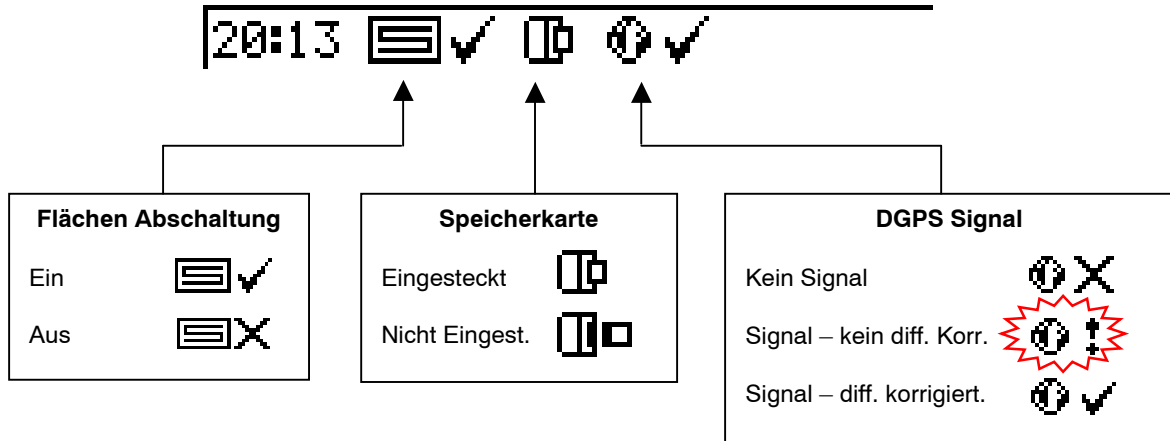 20:13
Flächen Abschaltung
Ein
Aus
Speicherkarte
Eingesteckt
Nicht Eingest.
DGPS Signal
Kein Signal
Signal – kein diff. Korr.
Signal – diff. korrigiert.